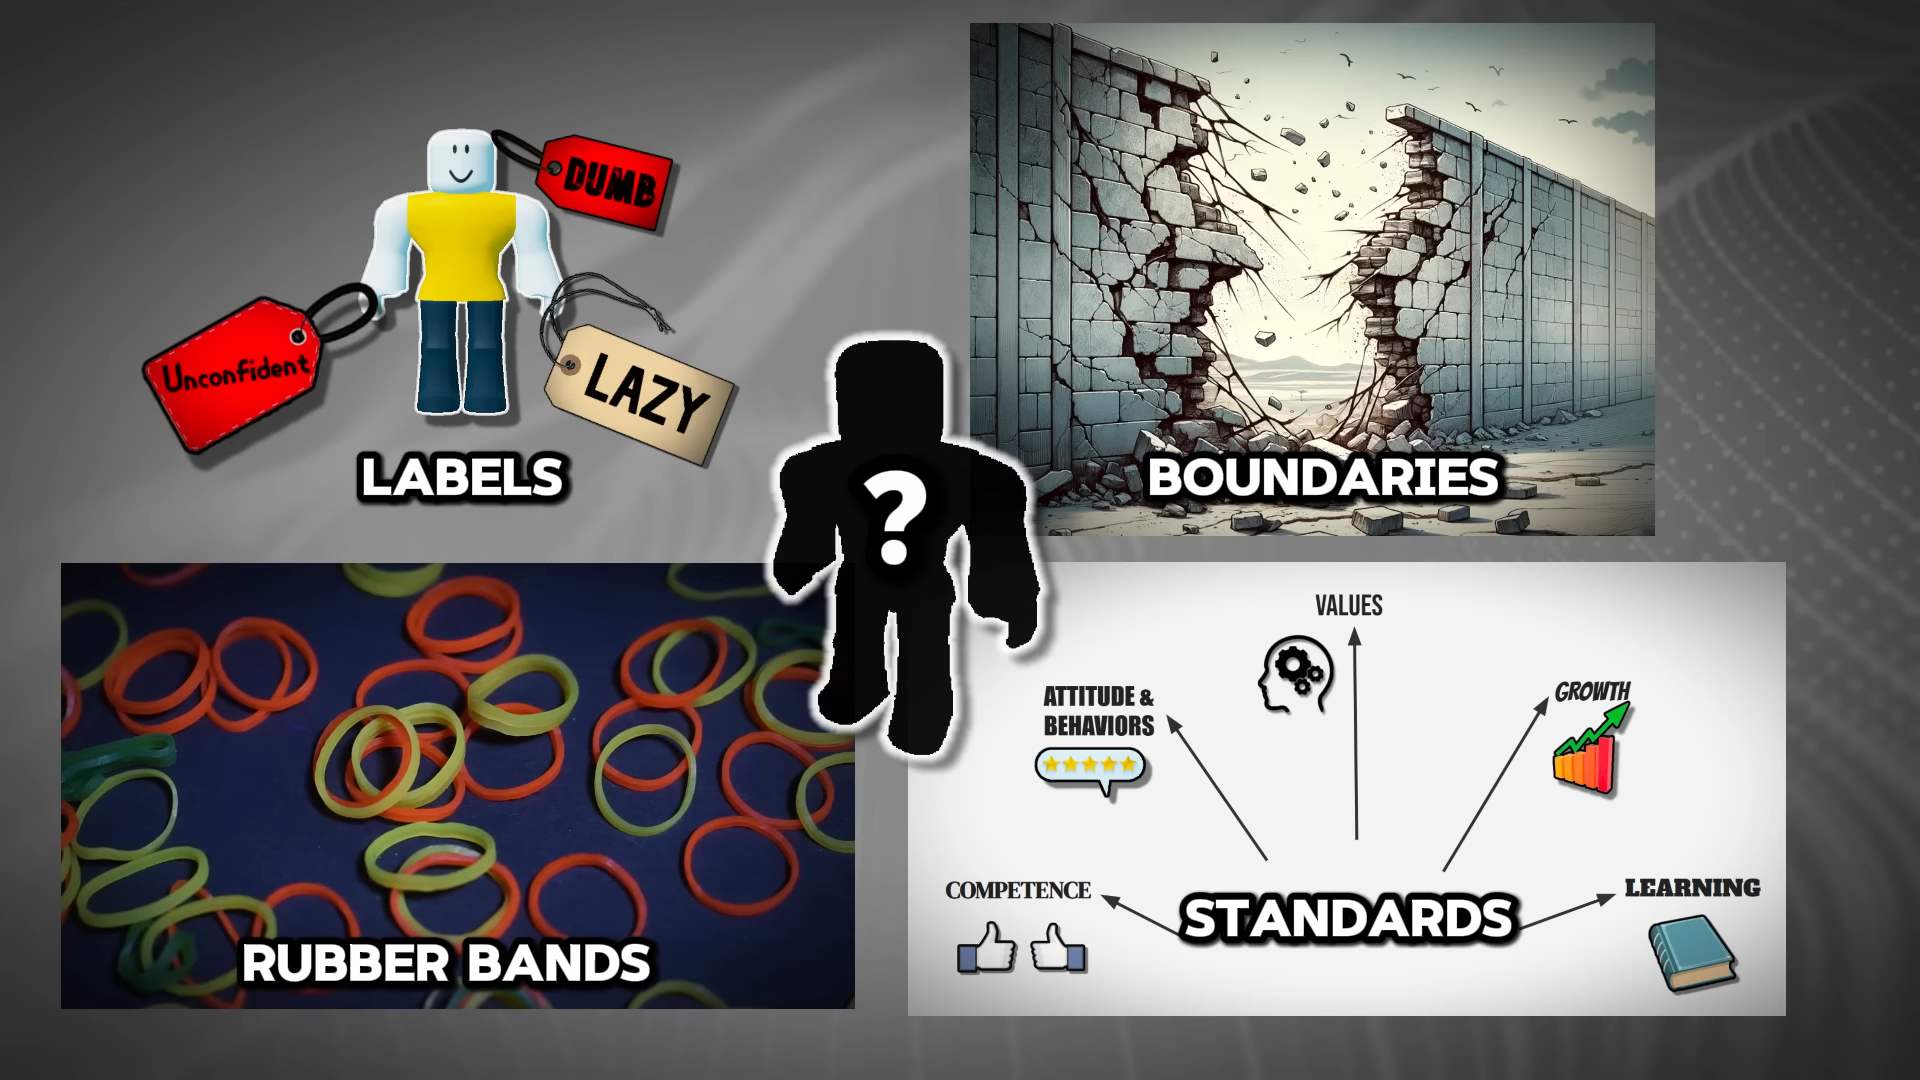 DUMB
Unconfident
LAZY
LABELS
BOUNDARIES
?
RUBBER BANDS
VALUES
ATTITUDE &
BEHAVIORS
GROWTH
COMPETENCE
LEARNING
STANDARDS